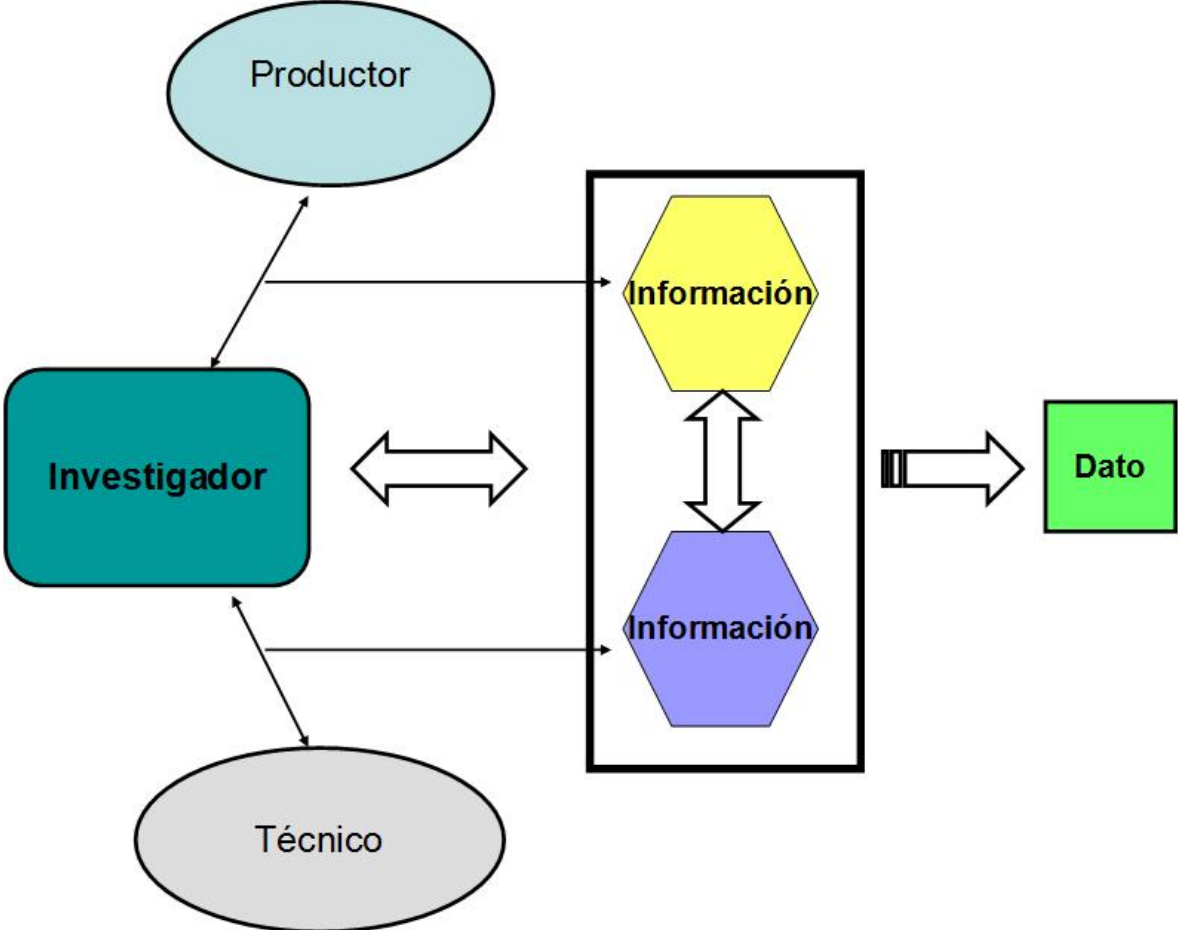 Productor
Información
Investigador
Dato
Información
Técnico